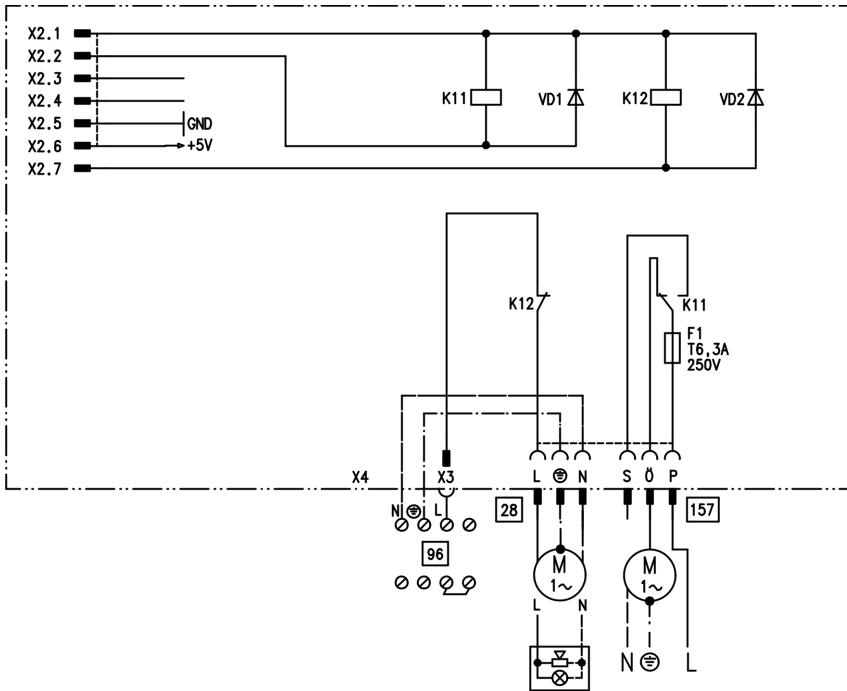 X2.1
X2.2
X2.3
X2.4
X2.5
GND
X2.6
+5V
X2.7
K11
VD1
K12
VD2
K12
K11
F1
T6,3A
250V
X4
X3
L
N
S
Ö
P
N
L
28
157
96
M
1~
M
1~
L
N
N
L